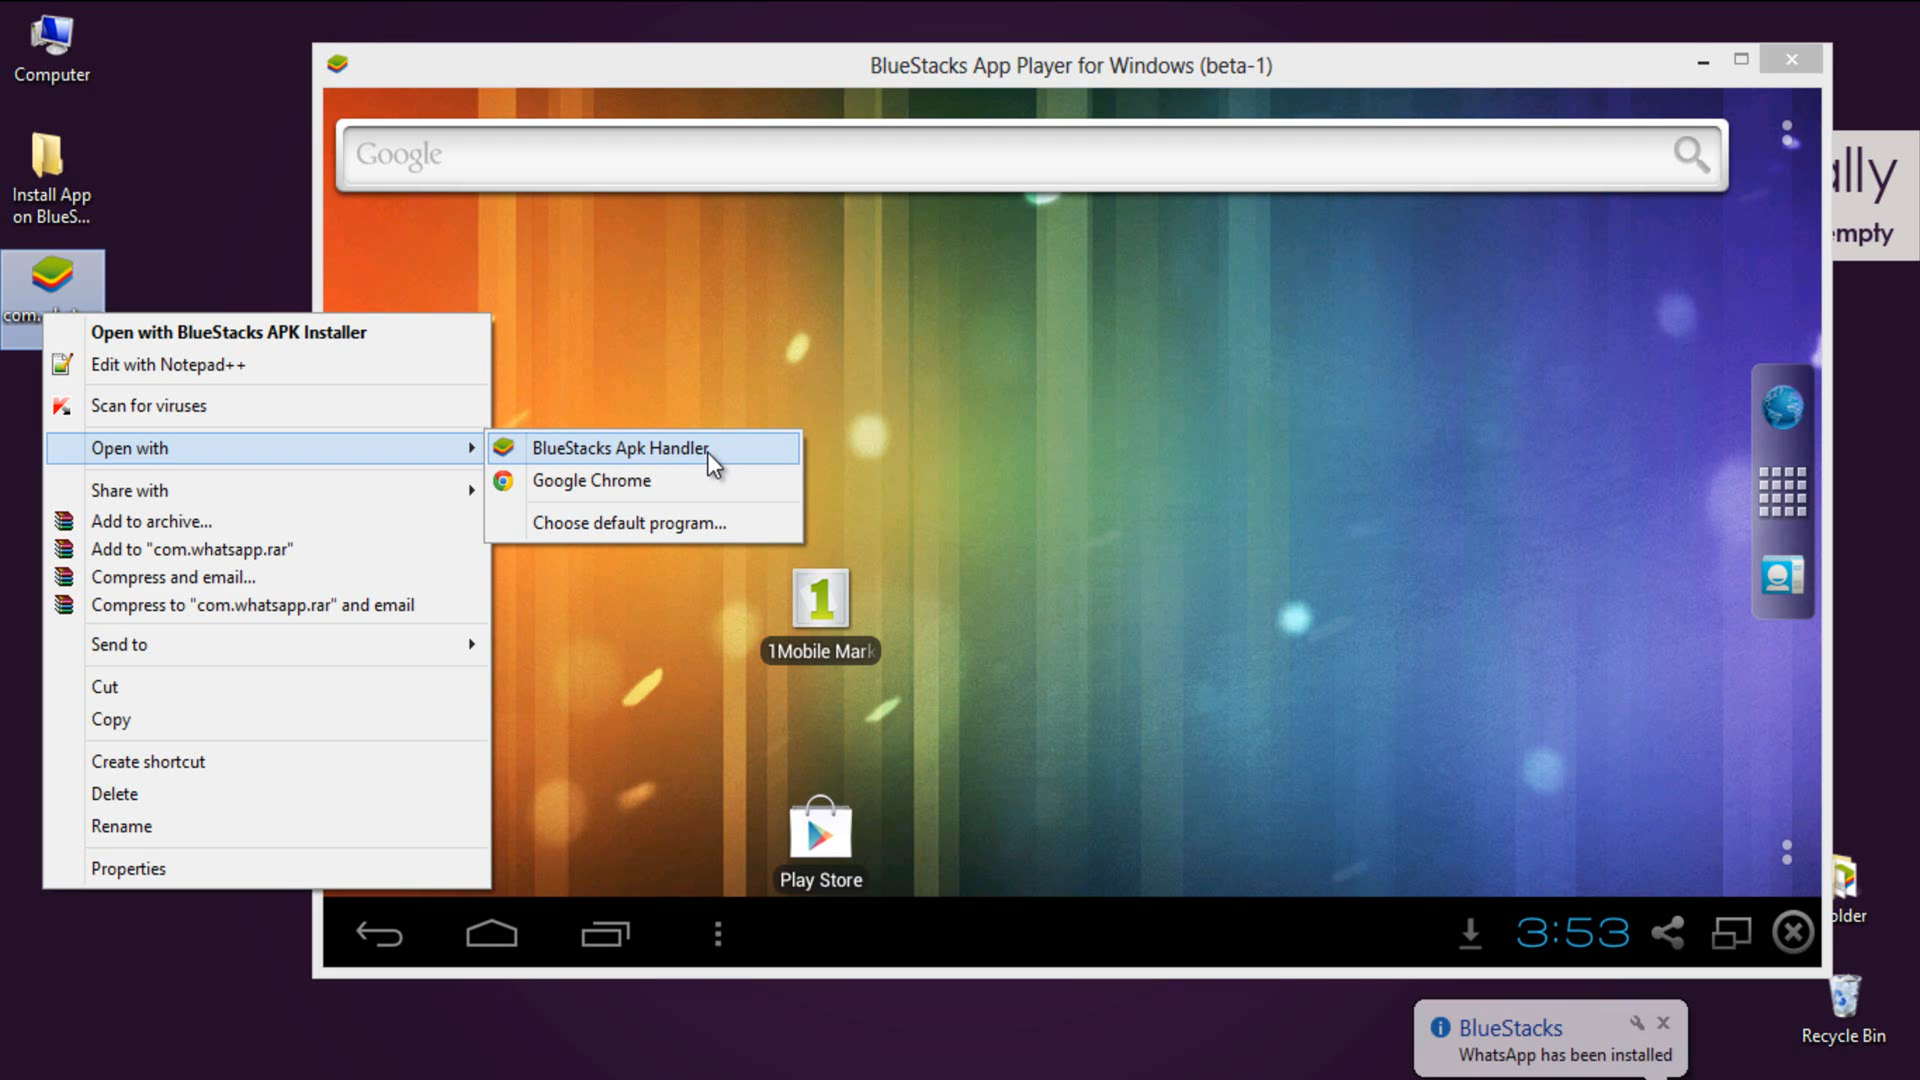 Computer
Install App
on BlueS...
com.
BlueStacks App Player for Windows (beta-1)
Google
ally
empty
Open with BlueStacks APK Installer
Edit with Notepad++
Scan for viruses
Open with
Share with
Add to archive...
Add to "com.whatsapp.rar"
Compress and email...
Compress to "com.whatsapp.rar" and email
Send to
Cut
Copy
Create shortcut
Delete
Rename
Properties
BlueStacks Apk Handler
Google Chrome
Choose default program...
1
1Mobile Mark
Play Store
3:53
older
Recycle Bin
BlueStacks
WhatsApp has been installed